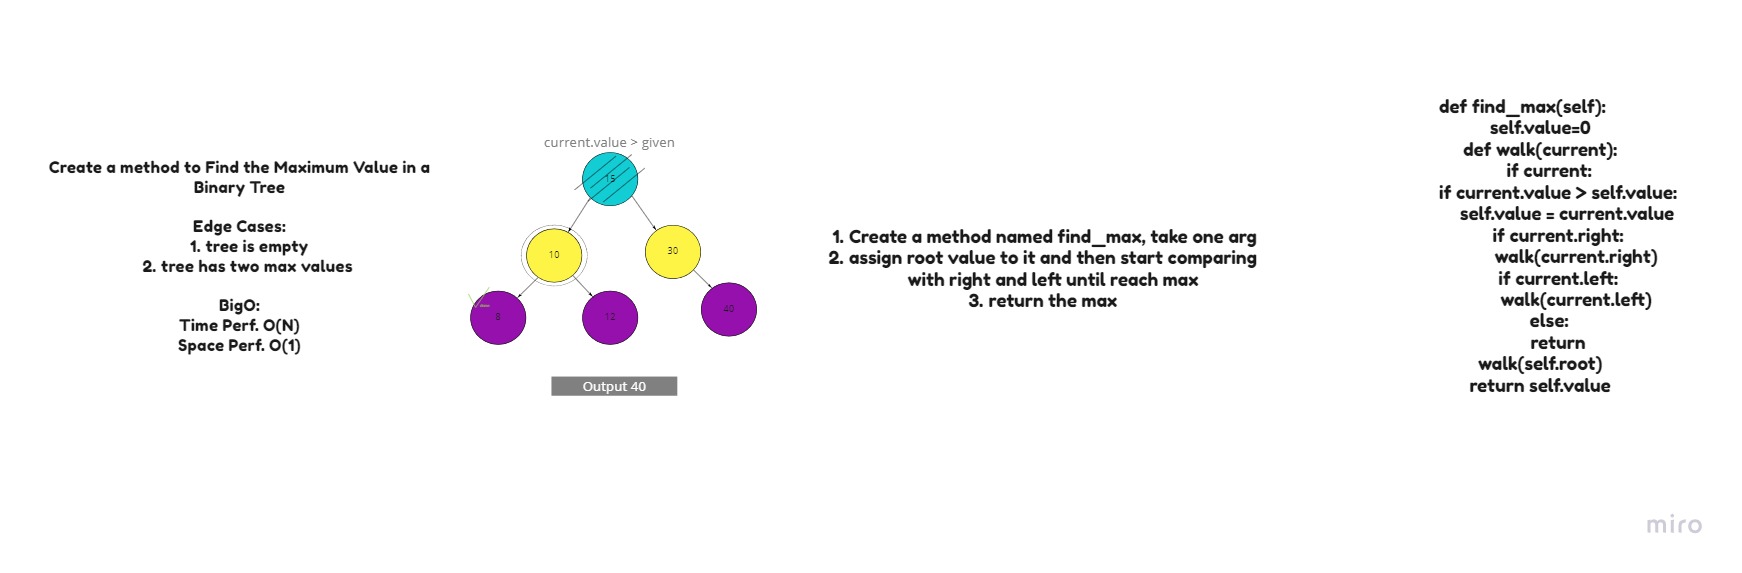 Create a method to Find the Maximum Value in a
Binary Tree
Edge Cases:
1. tree is empty
2. tree has two max values
BigO:
Time Perf. O(N)
Space Perf. O(1)
current.value > given
15
10
30
8
12
40
Output 40
1. Create a method named find_max, take one arg
2. assign root value to it and then start comparing
with right and left until reach max
3. return the max
def find_max(self):
self.value=0
def walk(current):
if current:
if current.value > self.value:
self.value = current.value
if current.right:
walk(current.right)
if current.left:
walk(current.left)
else:
return
walk(self.root)
return self.value
miro